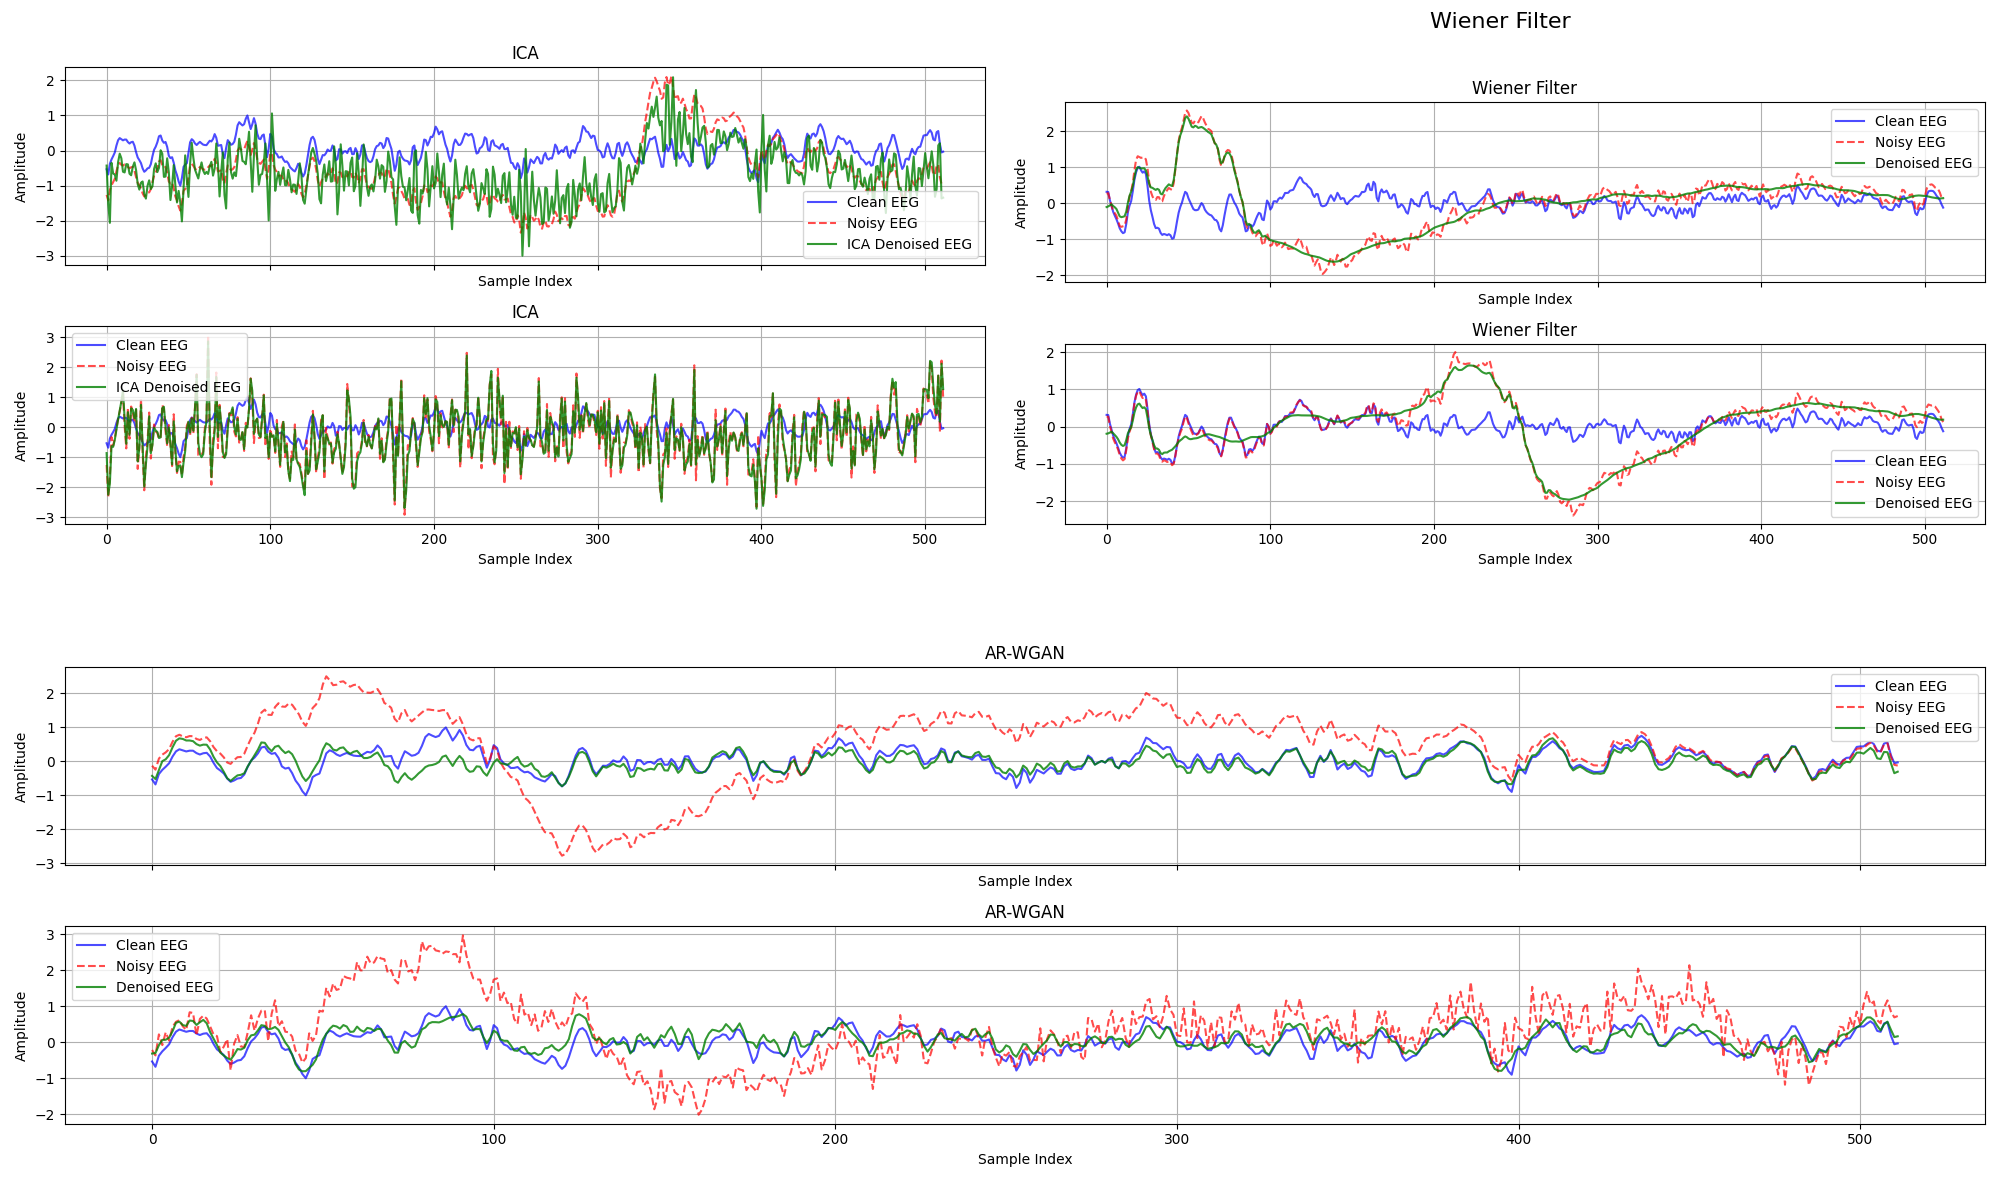 Wiener Filter
ICA
Amplitude
2
1
0
−1
−2
−3
Clean EEG
Noisy EEG
ICA Denoised EEG
Sample Index
Wiener Filter
Amplitude
2
1
0
−1
−2
Clean EEG
Noisy EEG
Denoised EEG
Sample Index
ICA
Amplitude
3
2
1
0
−1
−2
−3
Clean EEG
Noisy EEG
ICA Denoised EEG
0 100 200 300 400 500
Sample Index
Wiener Filter
Amplitude
2
1
0
−1
−2
Clean EEG
Noisy EEG
Denoised EEG
0 100 200 300 400 500
Sample Index
AR-WGAN
Amplitude
2
1
0
−1
−2
−3
Clean EEG
Noisy EEG
Denoised EEG
Sample Index
AR-WGAN
Amplitude
3
2
1
0
−1
−2
Clean EEG
Noisy EEG
Denoised EEG
0 100 200 300 400 500
Sample Index